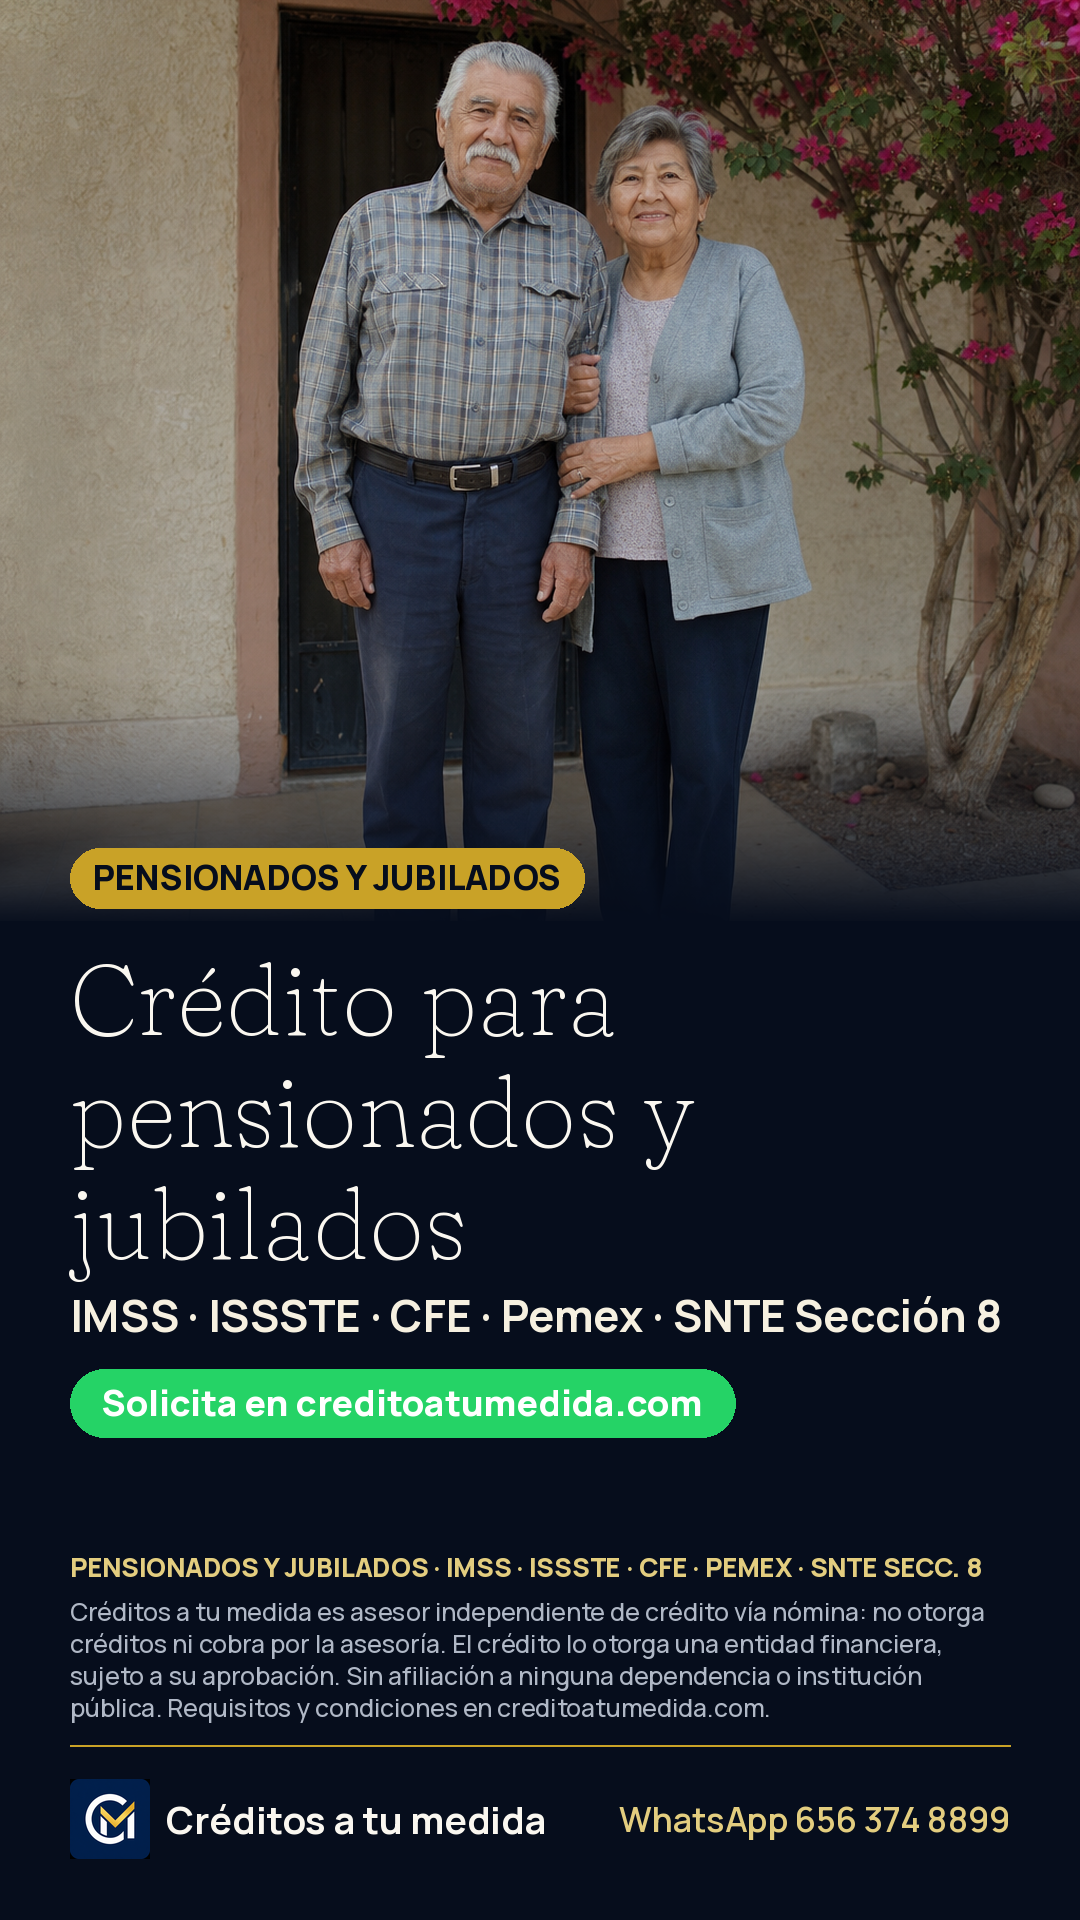 PENSIONADOS Y JUBILADOS
Crédito para
pensionados y
jubilados
IMSS · ISSSTE · CFE · Pemex · SNTE Sección 8
Solicita en creditoatumedida.com
PENSIONADOS Y JUBILADOS · IMSS · ISSSTE · CFE · PEMEX · SNTE SECC. 8
Créditos a tu medida es asesor independiente de crédito vía nómina: no otorga
créditos ni cobra por la asesoría. El crédito lo otorga una entidad financiera,
sujeto a su aprobación. Sin afiliación a ninguna dependencia o institución
pública. Requisitos y condiciones en creditoatumedida.com.
Créditos a tu medida
WhatsApp 656 374 8899